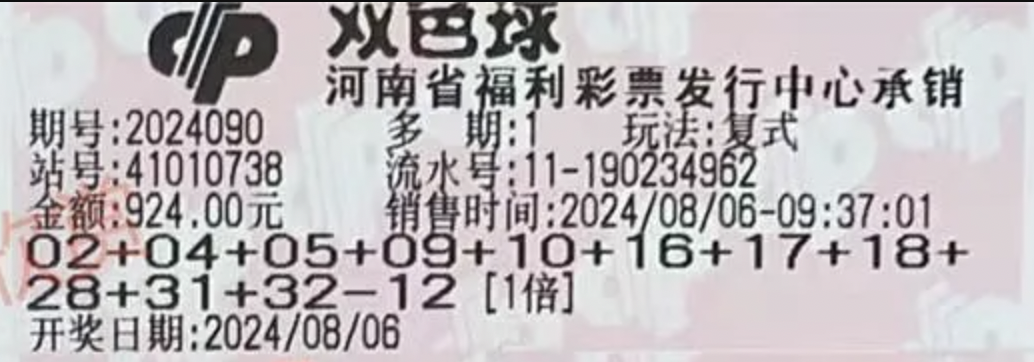 双色球
河南省福利彩票发行中心承销
期号:2024090 多 期:1 玩法:复式
站号:41010738 流水号:11-190234962
金额:924.00元 销售时间:2024/08/06-09:37:01
02+04+05+09+10+16+17+18+
28+31+32-12 [1倍]
开奖日期:2024/08/06